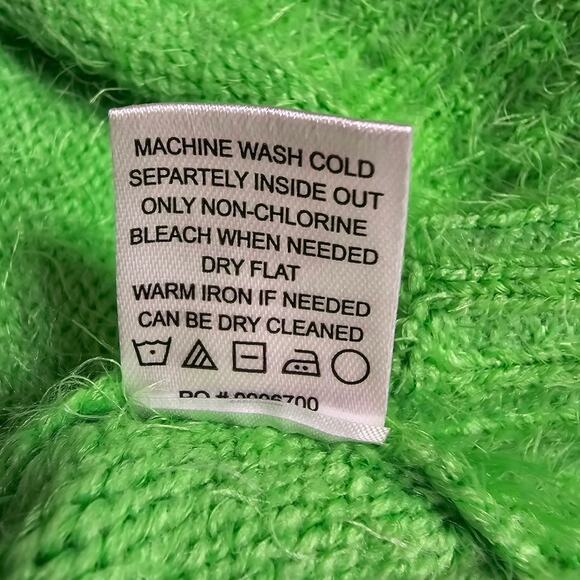 MACHINE WASH COLD
SEPARTELY INSIDE OUT
ONLY NON-CHLORINE
BLEACH WHEN NEEDED
DRY FLAT
WARM IRON IF NEEDED
CAN BE DRY CLEANED
PO #